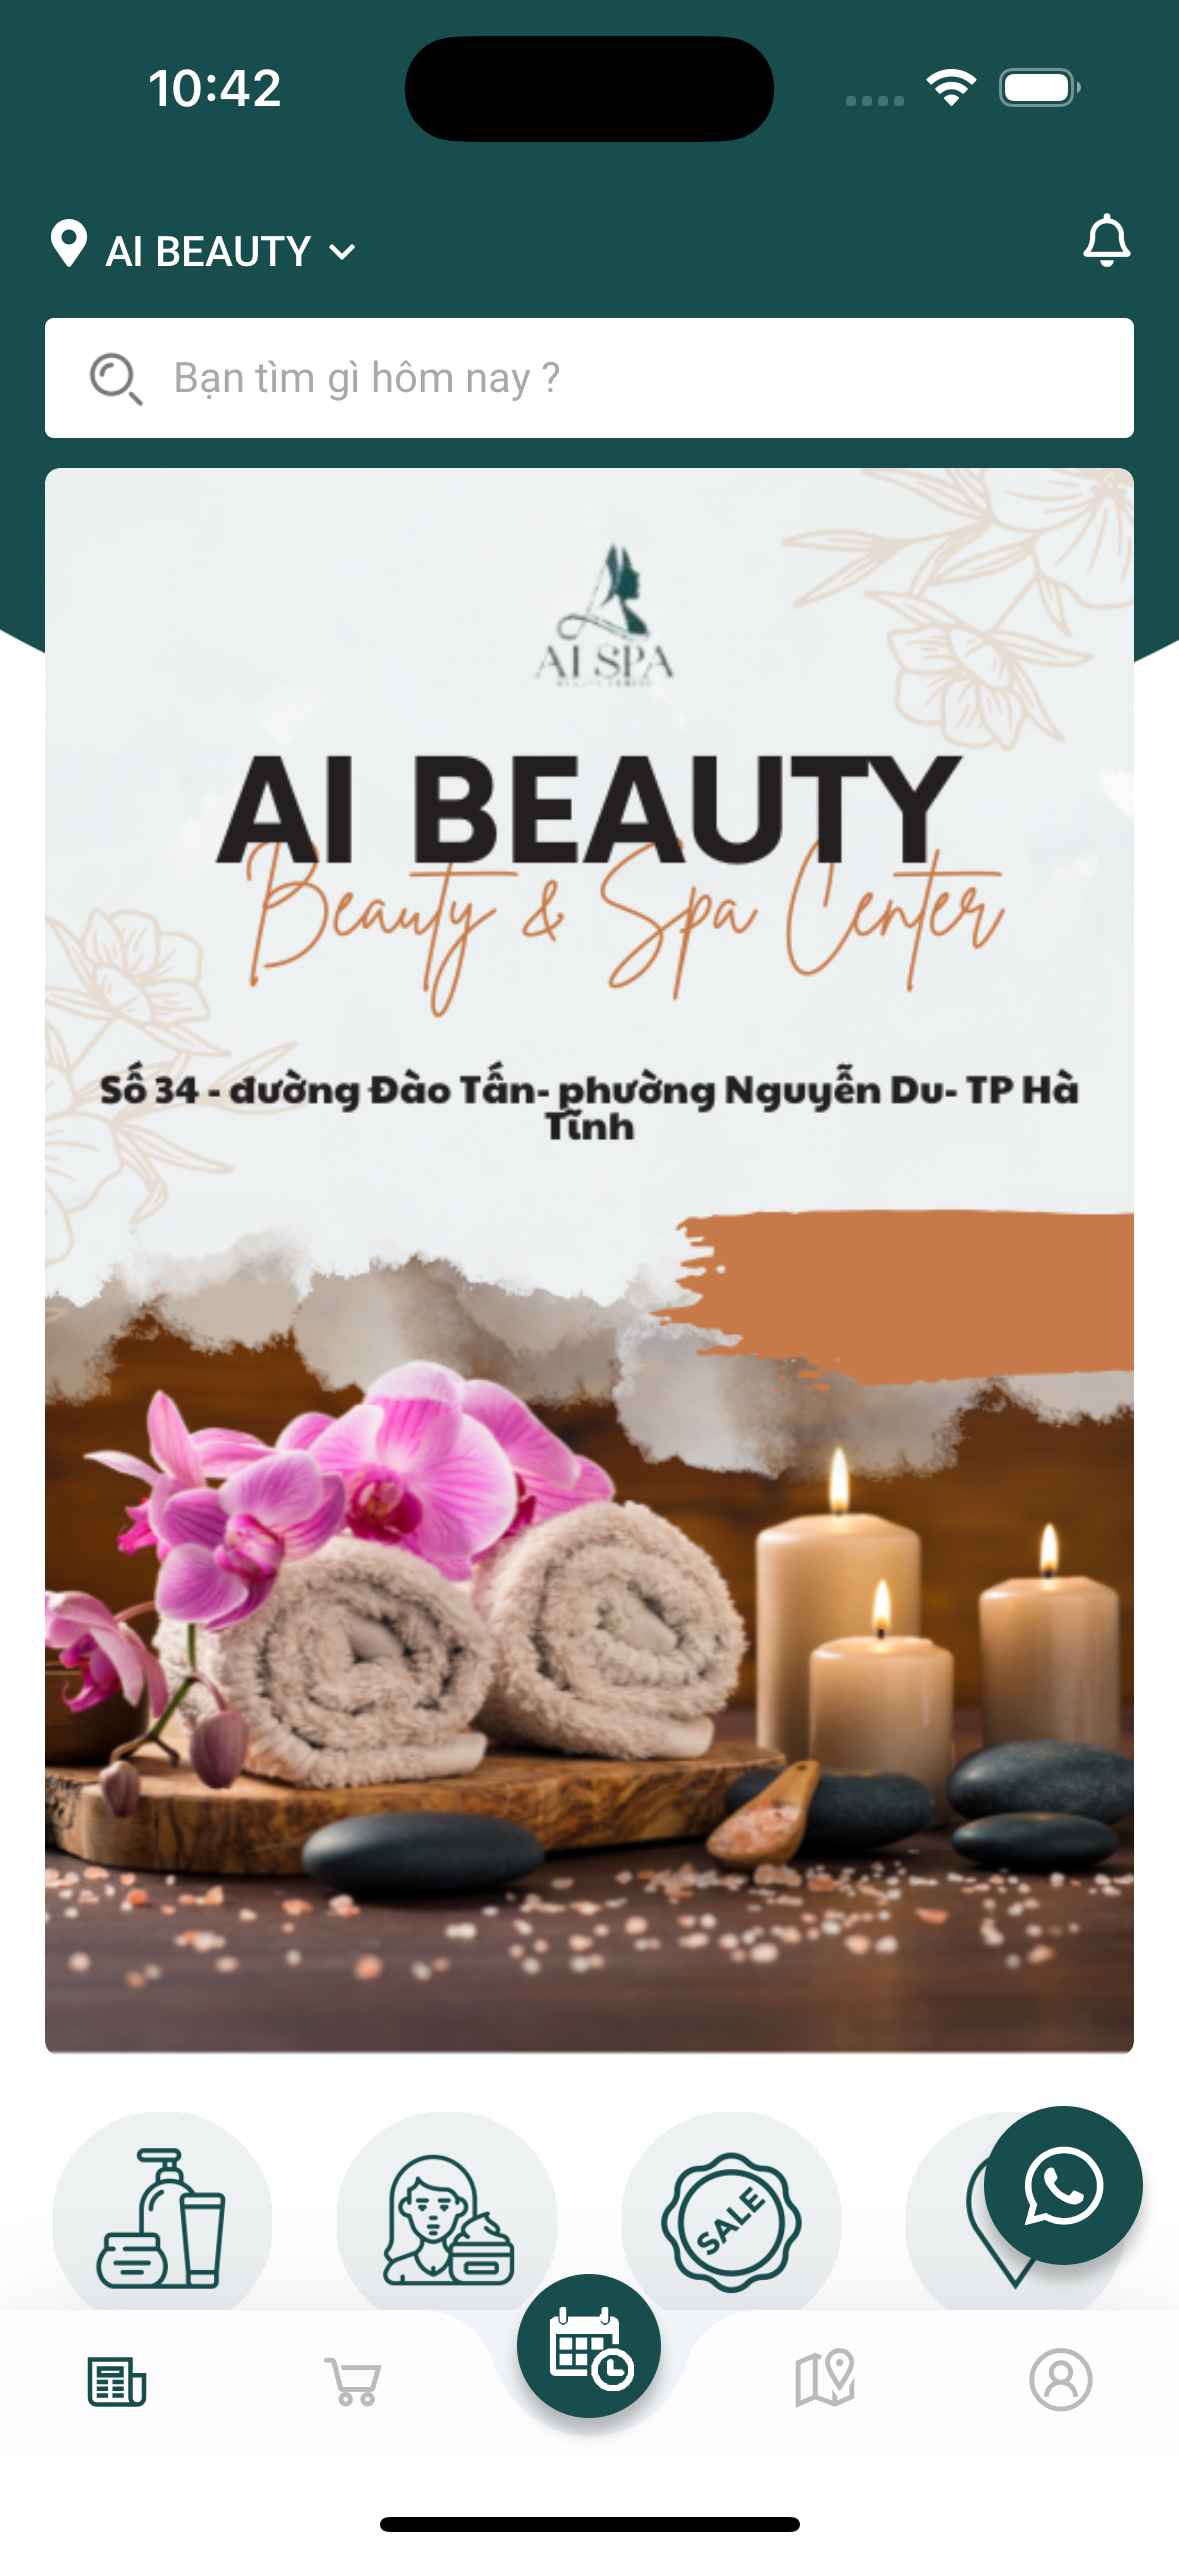 10:42
AI BEAUTY
Bạn tìm gì hôm nay ?
AI SPA
AI BEAUTY
Beauty & Spa Center
Số 34 - đường Đào Tấn- phường Nguyễn Du- TP Hà
Tĩnh
SALE